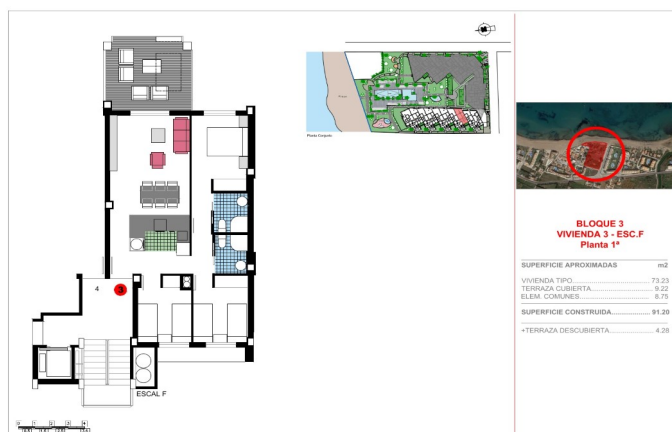 Planta Conjunto
BLOQUE 3
VIVIENDA 3 - ESC.F
Planta 1ª
SUPERFICIE APROXIMADAS m2
VIVIENDA TIPO 73.23
TERRAZA CUBIERTA 9.22
ELEM. COMUNES 8.75
SUPERFICIE CONSTRUIDA 91.20
+TERRAZA DESCUBIERTA 4.28
4 3
ESCAL F